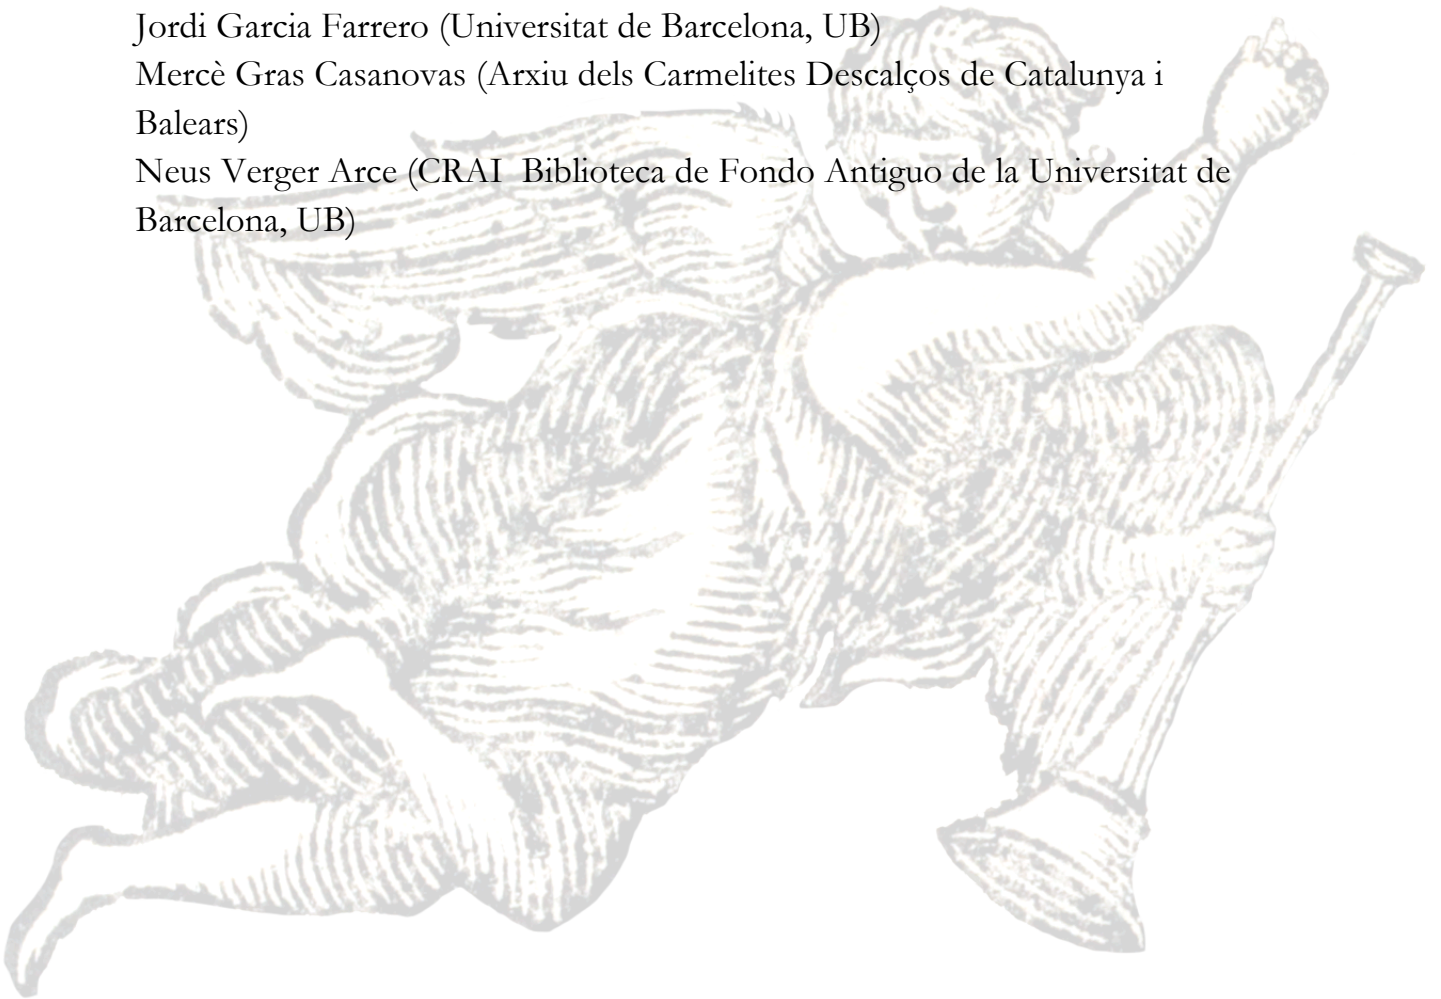 Jordi Garcia Farrero (Universitat de Barcelona, UB)
Mercè Gras Casanovas (Arxiu dels Carmelites Descalços de Catalunya i
Balears)
Neus Verger Arce (CRAI  Biblioteca de Fondo Antiguo de la Universitat de
Barcelona, UB)